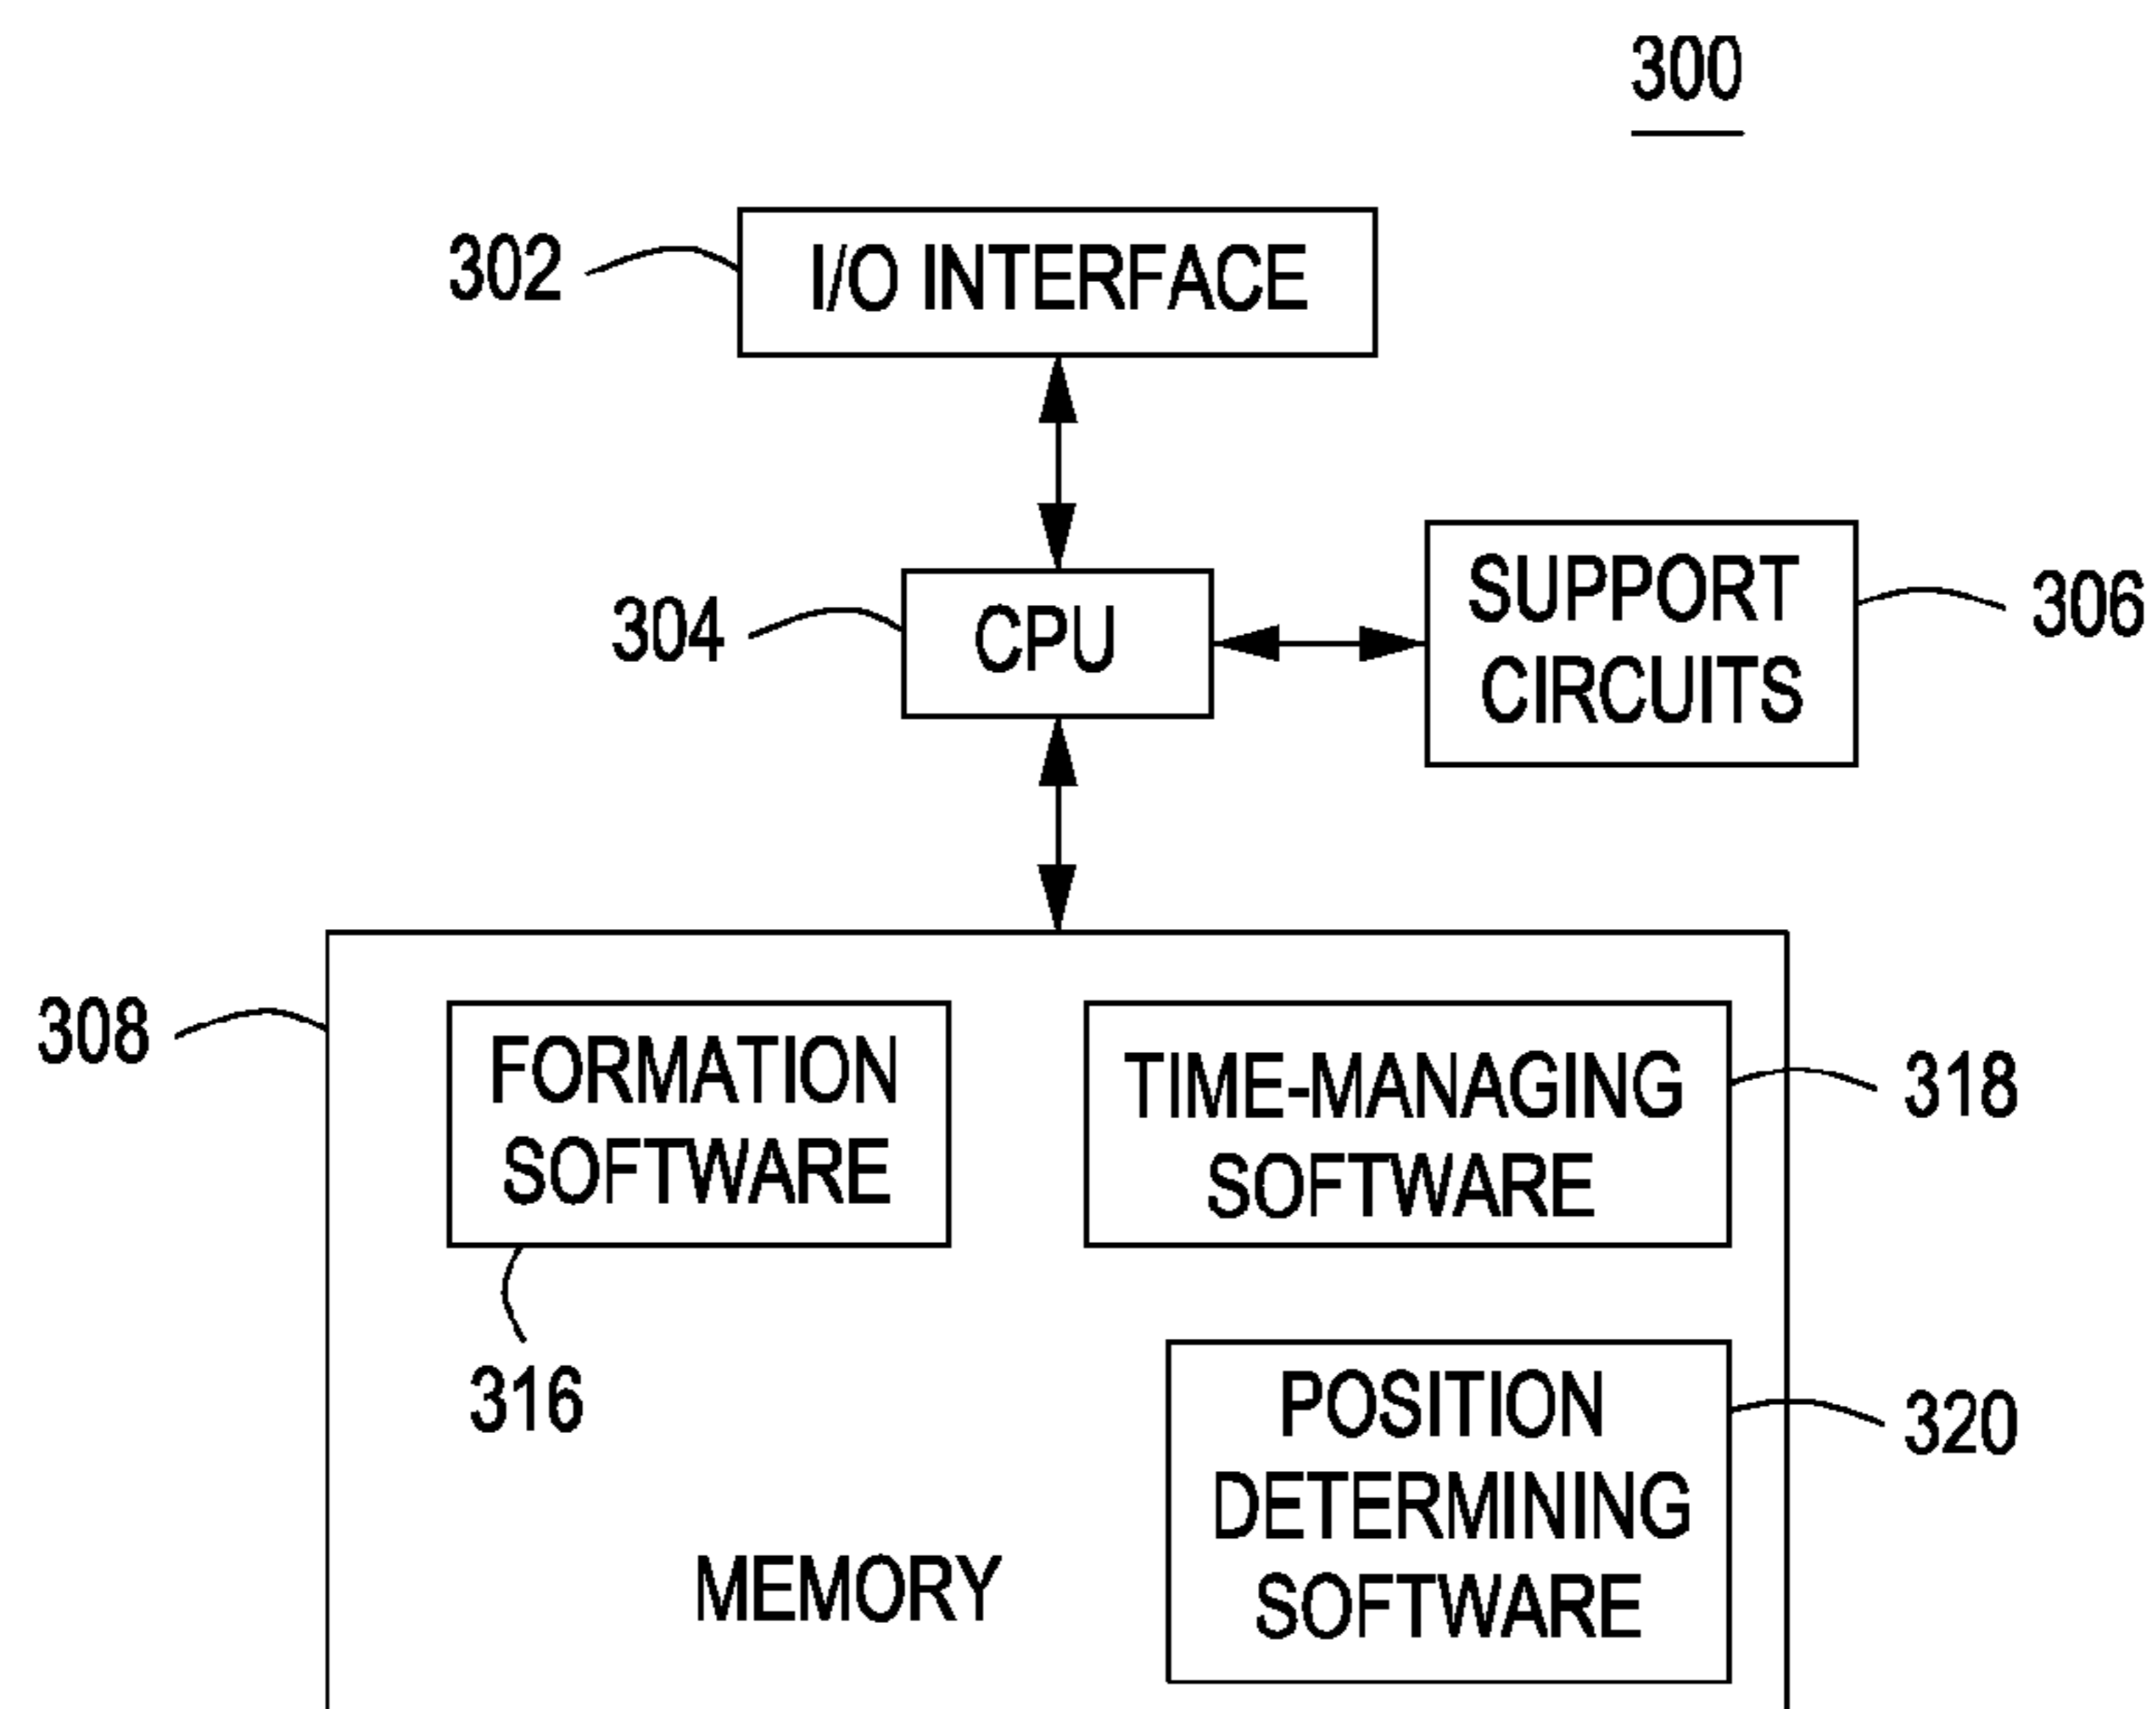 300
302
I/O INTERFACE
304
CPU
SUPPORT
CIRCUITS
306
308
FORMATION
SOFTWARE
316
TIME-MANAGING
SOFTWARE
318
POSITION
DETERMINING
SOFTWARE
320
MEMORY